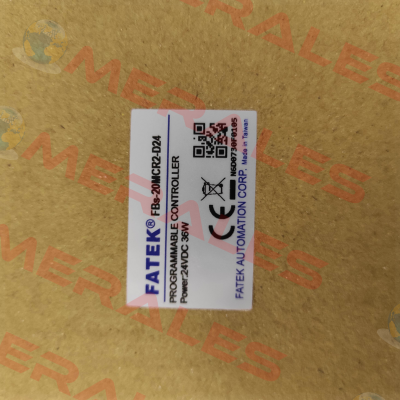 FATEK® FBs-20MCR2-D24
PROGRAMMABLE CONTROLLER
Power:24VDC 36W
N6D0730F0105
CE
FATEK AUTOMATION CORP. Made in Taiwan
MERALES
MERALES
MERALES